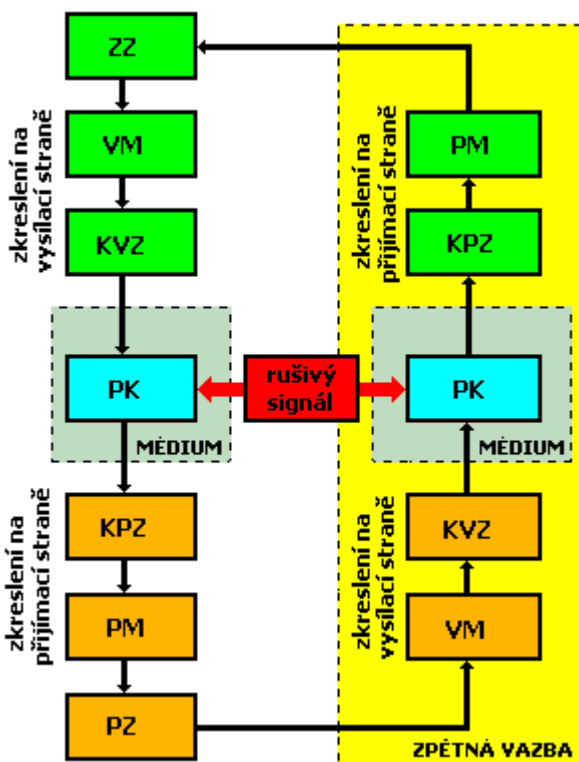 ZZ
VM
KVZ
zkreslení na
vysílací straně
PK
MÉDIUM
rušivý
signál
KPZ
PM
PZ
zkreslení na
přijímací straně
PM
KPZ
zkreslení na
přijímací straně
PK
MÉDIUM
KVZ
VM
zkreslení na
vysílací straně
ZPĚTNÁ VAZBA